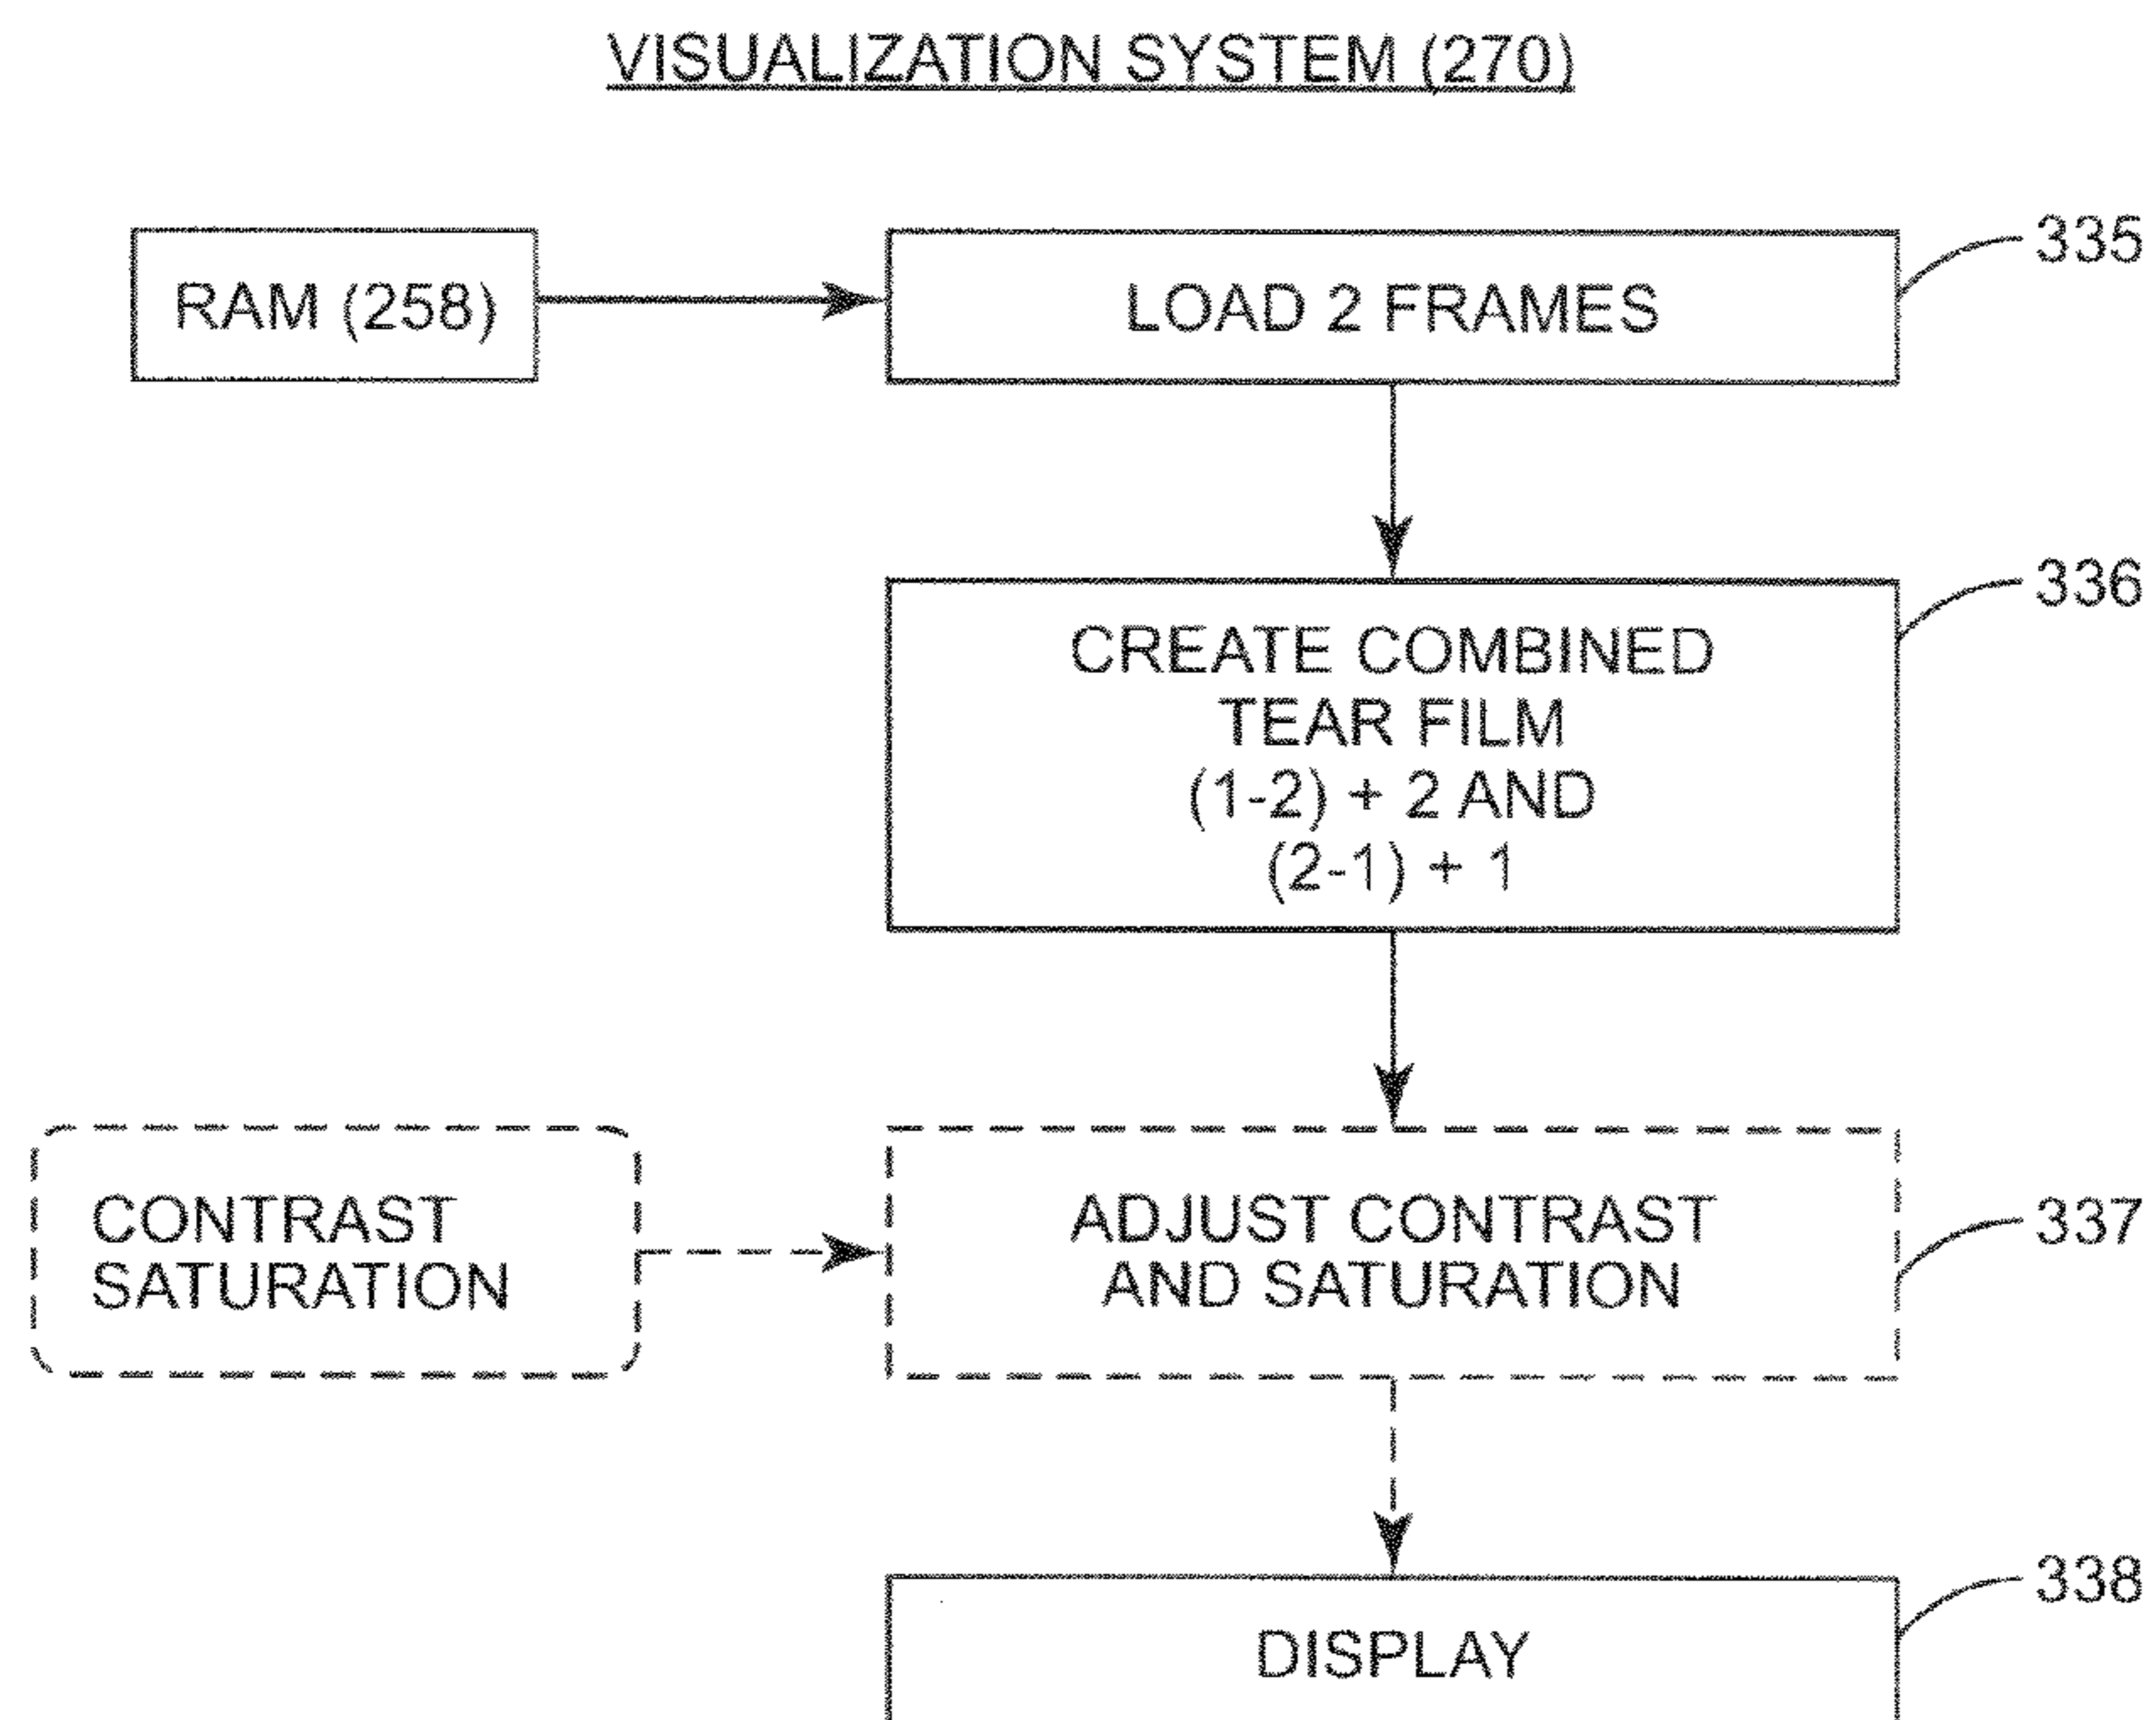 VISUALIZATION SYSTEM (270)
RAM (258)
LOAD 2 FRAMES
335
CREATE COMBINED
TEAR FILM
(1-2) + 2 AND
(2-1) + 1
336
CONTRAST
SATURATION
ADJUST CONTRAST
AND SATURATION
337
DISPLAY
338